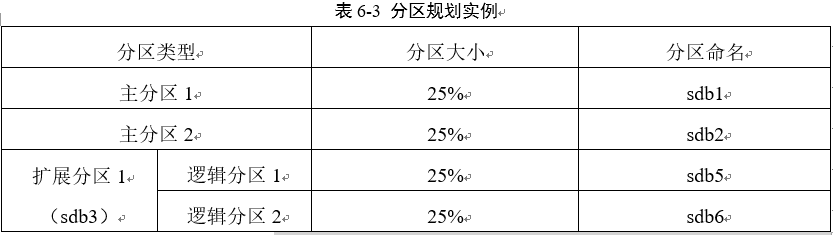 表 6-3 分区规划实例
分区类型 分区大小 分区命名
主分区 1 25% sdb1
主分区 2 25% sdb2
扩展分区 1 逻辑分区 1 25% sdb5
（sdb3） 逻辑分区 2 25% sdb6